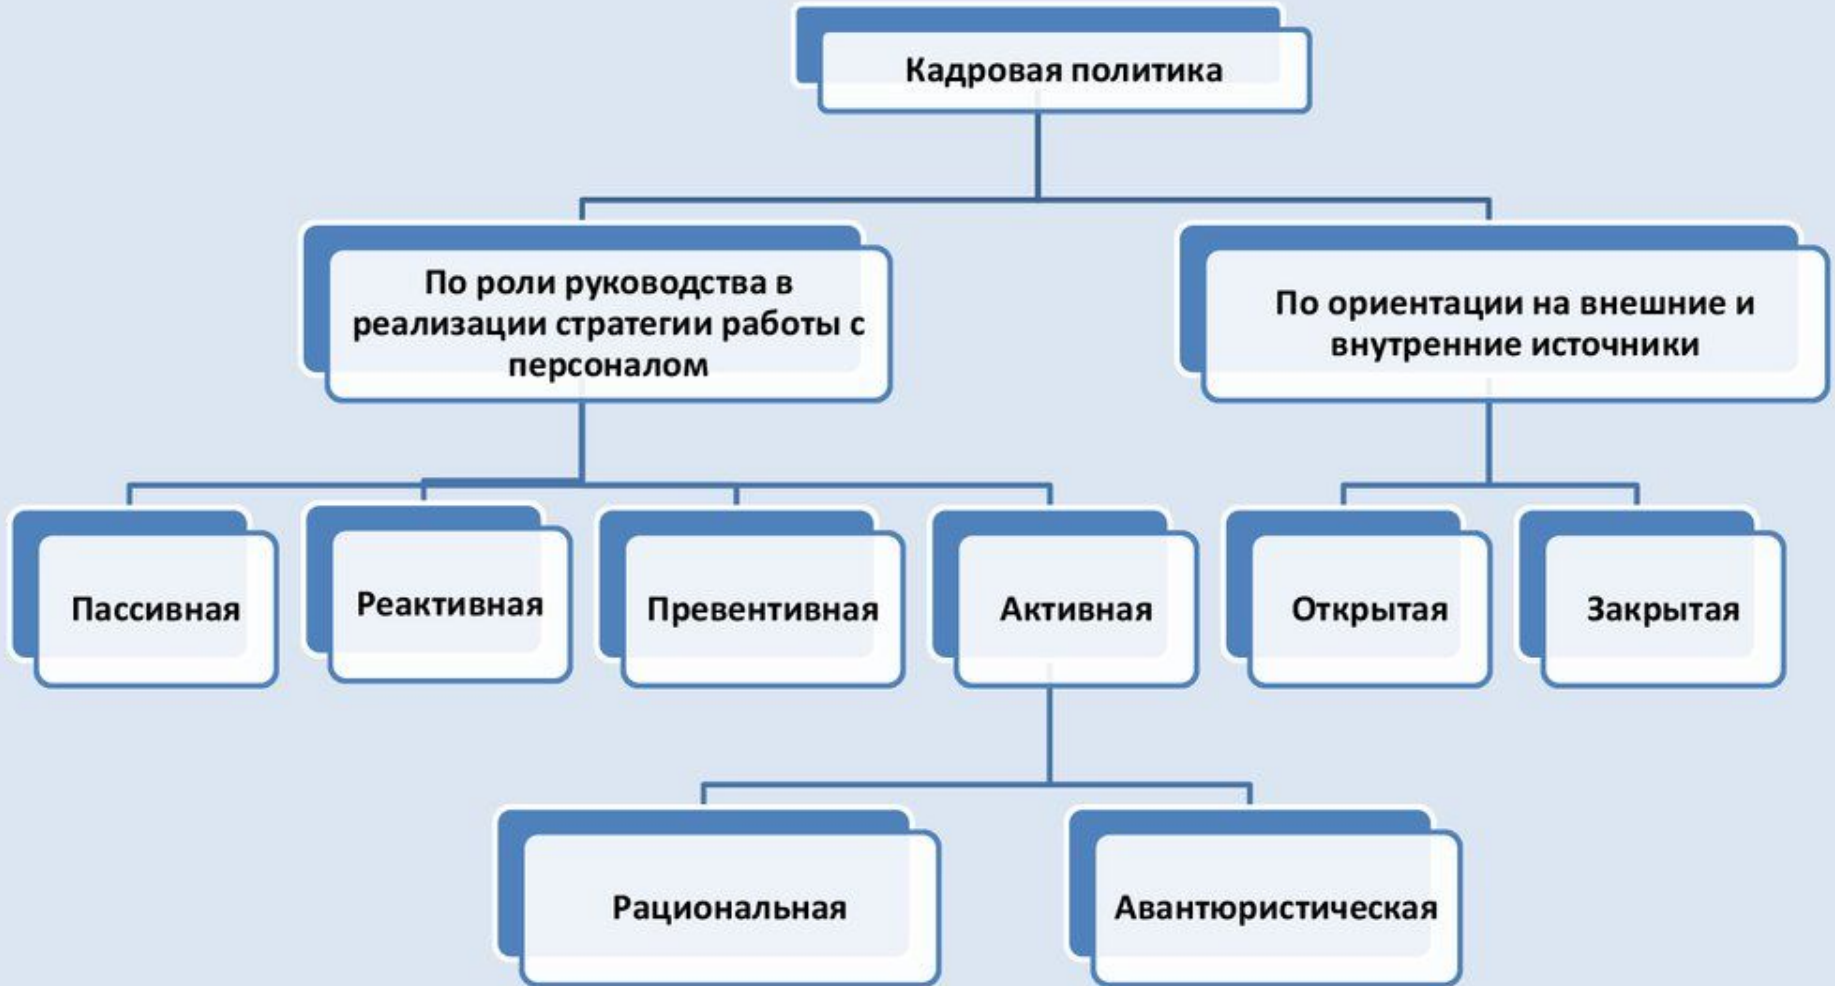 Кадровая политика
По роли руководства в
реализации стратегии работы с
персоналом
По ориентации на внешние и
внутренние источники
Пассивная
Реактивная
Превентивная
Активная
Открытая
Закрытая
Рациональная
Авантюристическая